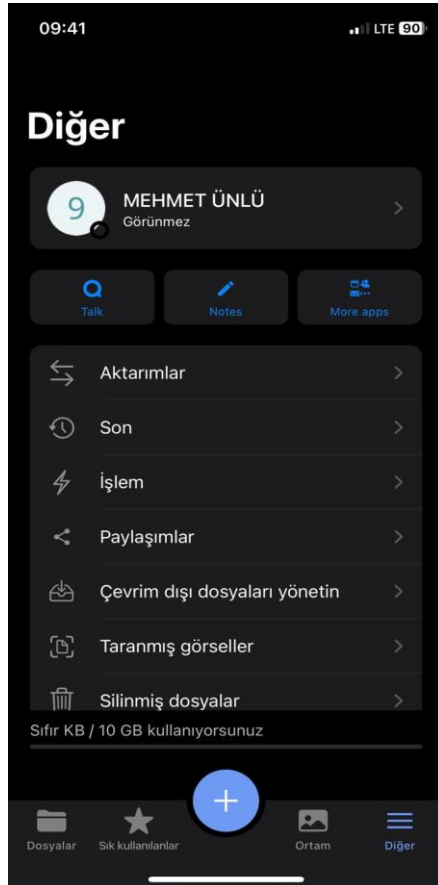 09:41
LTE 90
Diğer
9
MEHMET ÜNLÜ
Görünmez
Talk
Notes
More apps
Aktarımlar
Son
İşlem
Paylaşımlar
Çevrim dışı dosyaları yönetin
Taranmış görseller
Silinmiş dosyalar
Sıfır KB / 10 GB kullanıyorsunuz
Dosyalar
Sık kullanılanlar
Ortam
Diğer